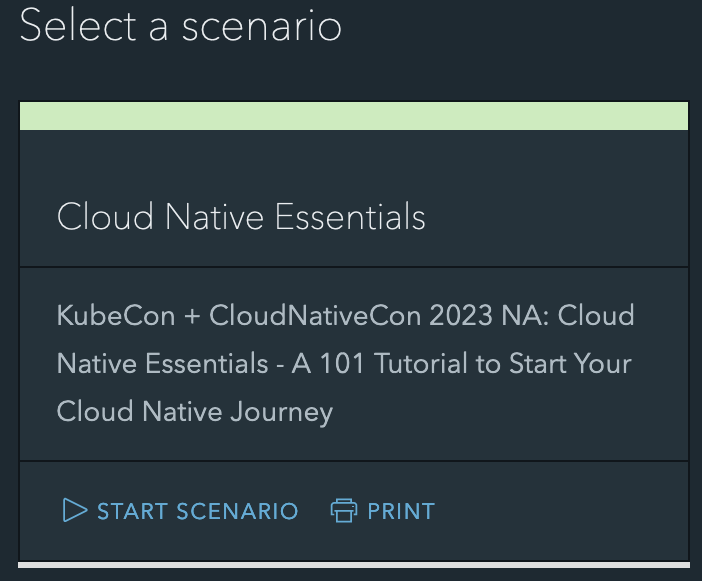 Select a scenario
Cloud Native Essentials
KubeCon + CloudNativeCon 2023 NA: Cloud
Native Essentials - A 101 Tutorial to Start Your
Cloud Native Journey
START SCENARIO PRINT